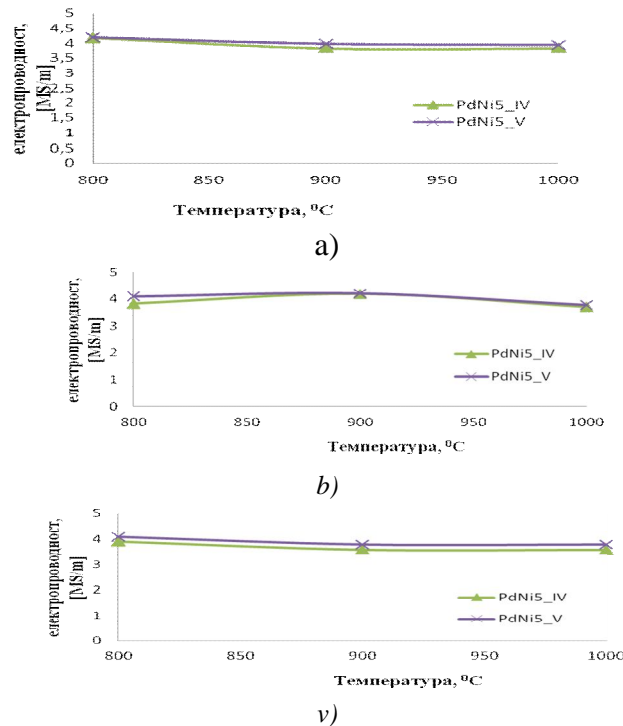 електропроводност,
[MS/m]
5
4,5
4
3,5
3
2,5
2
1,5
1
0,5
0
PdNi5_IV
PdNi5_V
800
850
900
950
1000
Температура, ⁰C
а)
електропроводност,
[MS/m]
5
4
3
2
1
0
PdNi5_IV
PdNi5_V
800
850
900
950
1000
Температура, ⁰C
b)
електропроводност,
[MS/m]
5
4
3
2
1
0
PdNi5_IV
PdNi5_V
800
850
900
950
1000
Температура, ⁰C
v)